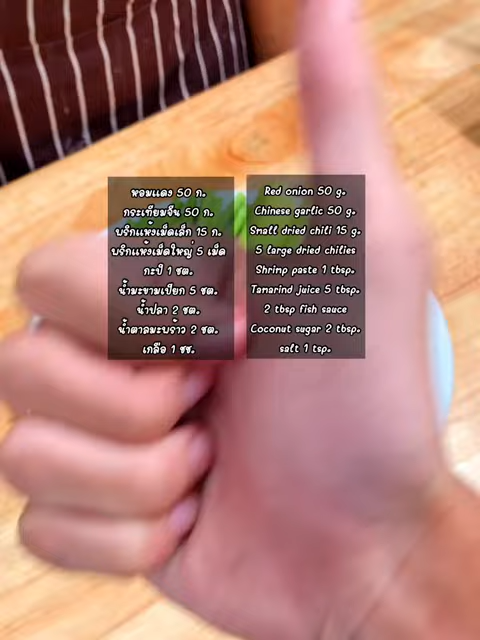 หอมแดง 50 ก.
กระเทียมจีน 50 ก.
พริกแห้งเม็ดเล็ก 15 ก.
พริกแห้งเม็ดใหญ่ 5 เม็ด
กะปิ 1 ชต.
น้ำมะขามเปียก 5 ชต.
น้ำปลา 2 ชต.
น้ำตาลมะพร้าว 2 ชต.
เกลือ 1 ชช.
Red onion 50 g.
Chinese garlic 50 g.
Small dried chili 15 g.
5 large dried chilies
Shrimp paste 1 tbsp.
Tamarind juice 5 tbsp.
2 tbsp fish sauce
Coconut sugar 2 tbsp.
salt 1 tsp.